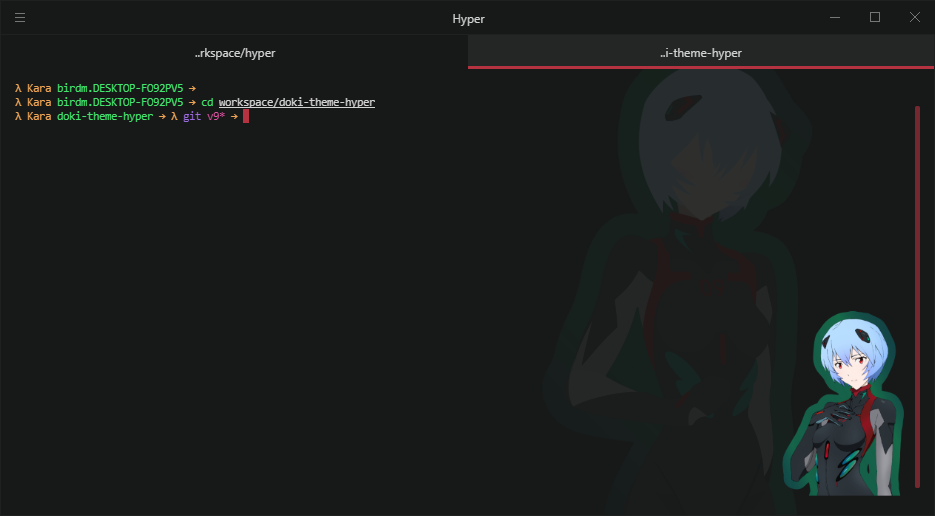 Hyper
..rkspace/hyper
..i-theme-hyper
λ Kara birdm.DESKTOP-FO92PV5 →
λ Kara birdm.DESKTOP-FO92PV5 → cd workspace/doki-theme-hyper
λ Kara doki-theme-hyper → λ git v9* →